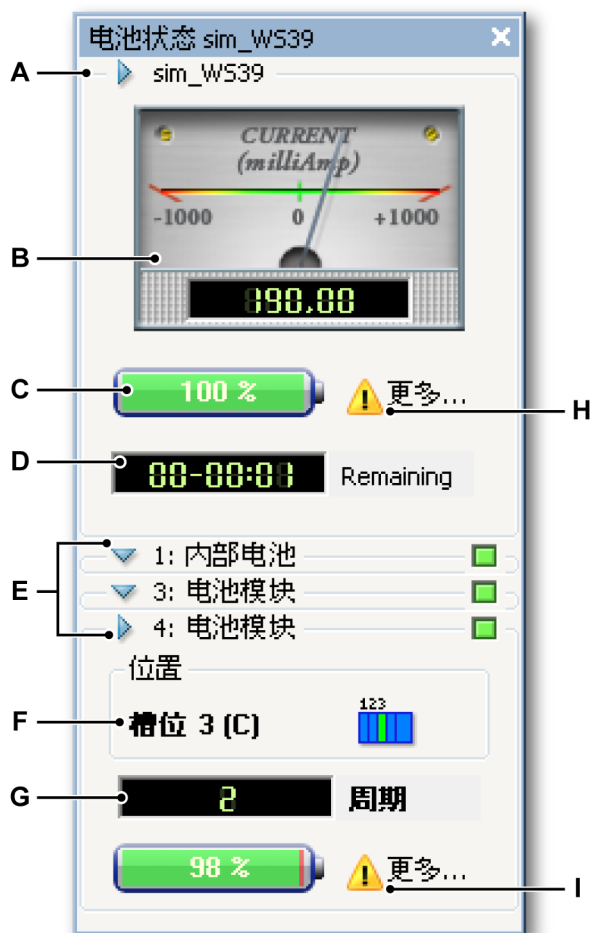 电池状态 sim_WS39
A
sim_WS39
CURRENT
(milliAmp)
-1000 0 +1000
B
190.00
C
100 %
更多...
H
D
00-00:01 Remaining
1: 内部电池
E
3: 电池模块
4: 电池模块
位置
F
槽位 3 (C)
123
G
2 周期
98 %
更多...
I